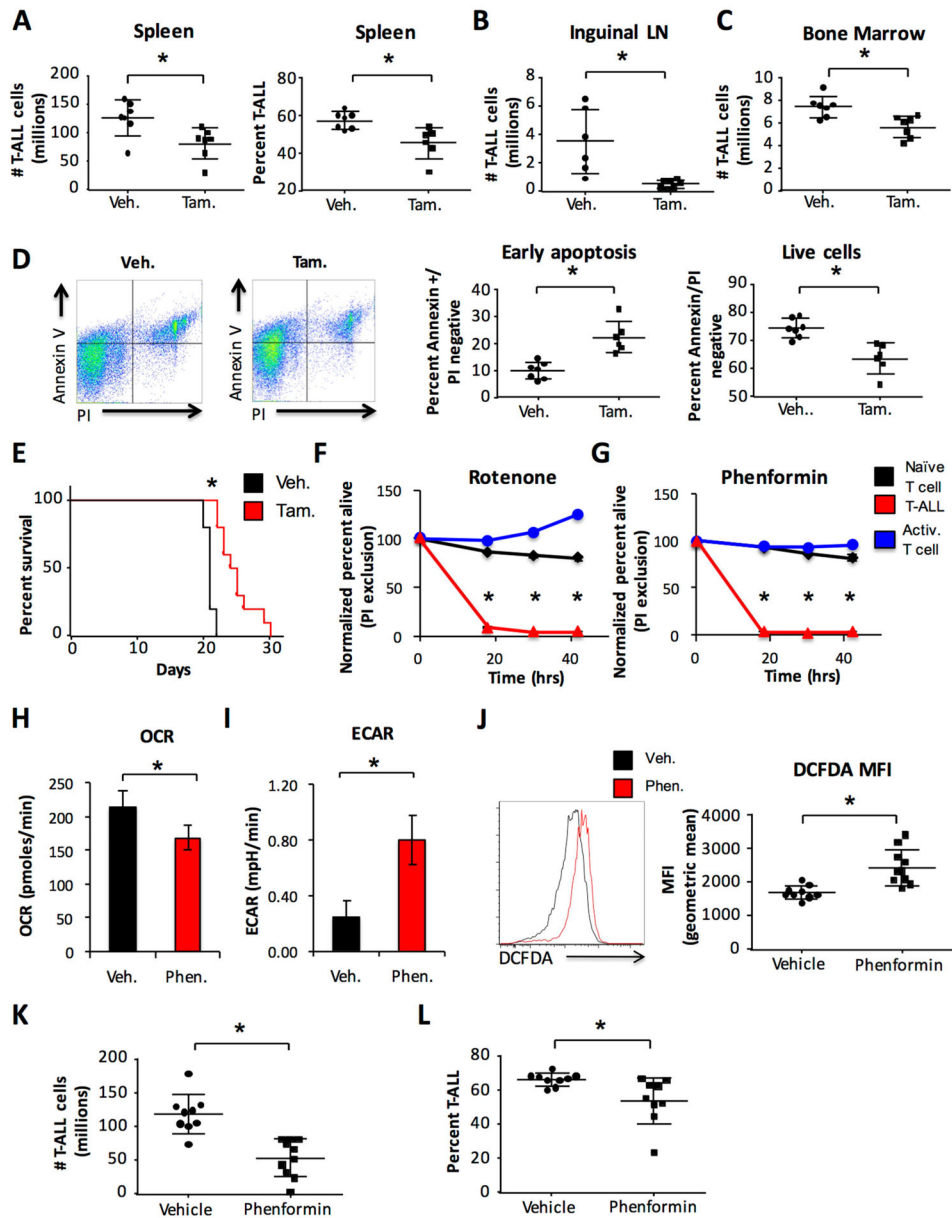 A
Spleen
*
# T-ALL cells
(millions)
200
150
100
50
0
Veh. Tam.
Spleen
*
Percent T-ALL
80
60
40
20
Veh. Tam.
B
Inguinal LN
*
# T-ALL cells
(millions)
8
6
4
2
0
Veh. Tam.
C
Bone Marrow
*
# T-ALL cells
(millions)
10
8
6
4
2
0
Veh. Tam.
D
Veh.
Annexin V
PI
Tam.
Annexin V
PI
Early apoptosis
*
Percent Annexin +/
PI negative
40
30
20
10
0
Veh. Tam.
Live cells
*
Percent Annexin/PI
negative
90
80
70
60
50
Veh.. Tam.
E
*
Veh.
Tam.
Percent survival
100
50
0
0 10 20 30
Days
F
Rotenone
Normalized percent alive
(PI exclusion)
150
100
50
0
* * *
0 20 40
Time (hrs)
G
Phenformin
Normalized percent alive
(PI exclusion)
150
100
50
0
* * *
0 20 40
Time (hrs)
Naïve
T cell
T-ALL
Activ.
T cell
H
OCR
*
OCR (pmoles/min)
250
200
150
100
50
0
Veh. Phen.
I
ECAR
*
ECAR (mpH/min)
1.20
0.80
0.40
0.00
Veh. Phen.
J
Veh.
Phen.
DCFDA
DCFDA MFI
*
MFI
(geometric mean)
4000
3000
2000
1000
0
Vehicle Phenformin
K
*
# T-ALL cells
(millions)
200
150
100
50
0
Vehicle Phenformin
L
*
Percent T-ALL
80
60
40
20
0
Vehicle Phenformin